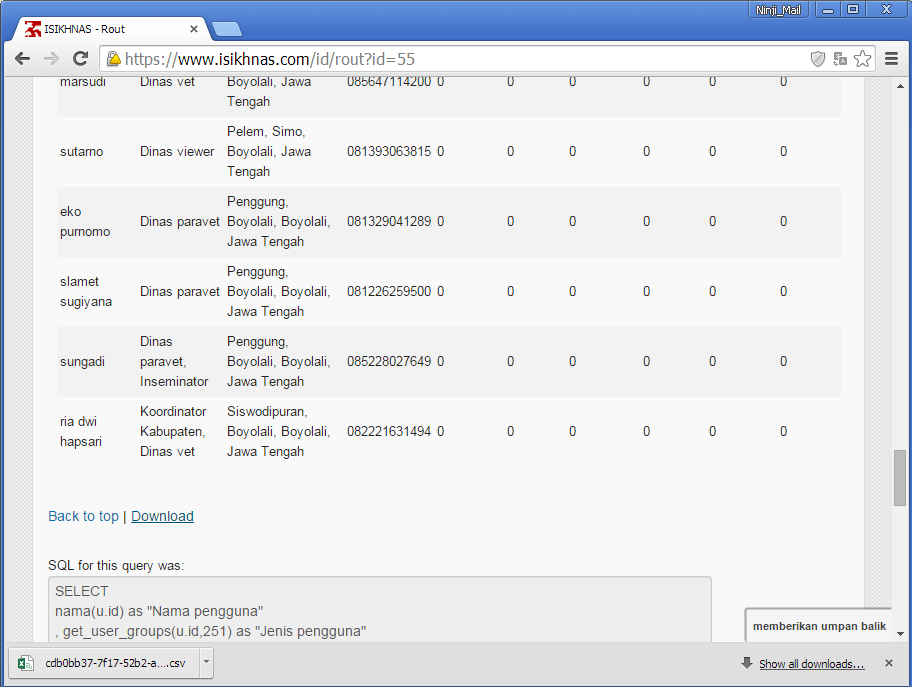 Ninji_Mail
ISIKHNAS - Rout
https://www.isikhnas.com/id/rout?id=55
marsudi Dinas vet Boyolali, Jawa Tengah 085647114200 0 0 0 0 0 0
sutarno Dinas viewer Pelem, Simo, Boyolali, Jawa Tengah 081393063815 0 0 0 0 0 0
eko purnomo Dinas paravet Penggung, Boyolali, Boyolali, Jawa Tengah 081329041289 0 0 0 0 0 0
slamet sugiyana Dinas paravet Penggung, Boyolali, Boyolali, Jawa Tengah 081226259500 0 0 0 0 0 0
sungadi Dinas paravet, Inseminator Penggung, Boyolali, Boyolali, Jawa Tengah 085228027649 0 0 0 0 0 0
ria dwi hapsari Koordinator Kabupaten, Dinas vet Siswodipuran, Boyolali, Boyolali, Jawa Tengah 082221631494 0 0 0 0 0 0
Back to top | Download
SQL for this query was:
SELECT
nama(u.id) as "Nama pengguna"
, get_user_groups(u.id,251) as "Jenis pengguna"
memberikan umpan balik
cdb0bb37-7f17-52b2-a....csv
Show all downloads...